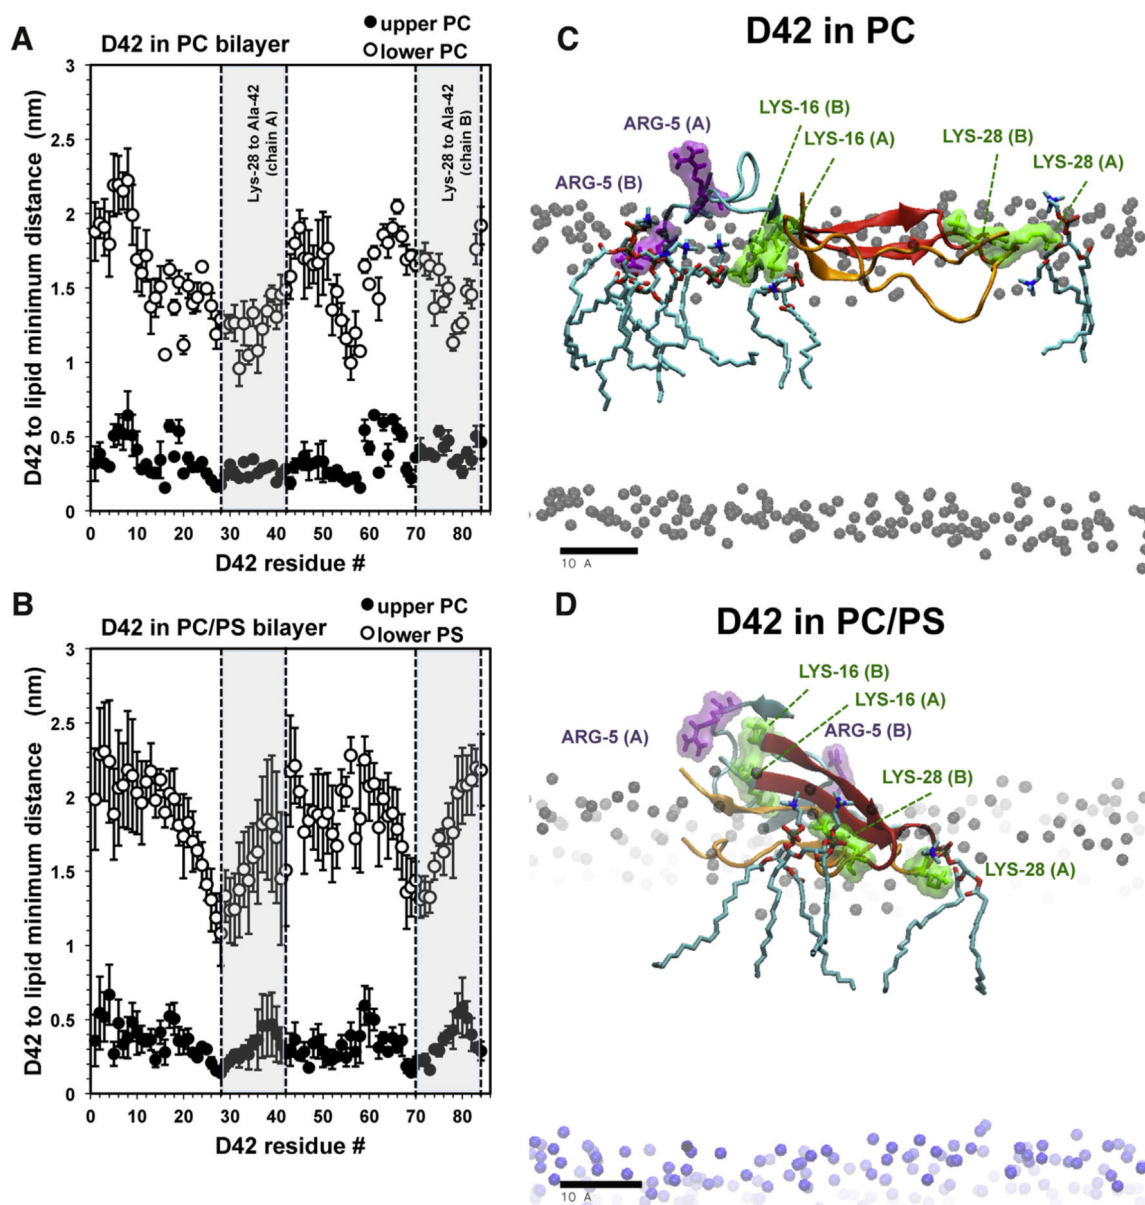 A
D42 in PC bilayer
upper PC
lower PC
D42 to lipid minimum distance (nm)
3
2.5
2
1.5
1
0.5
0
Lys-28 to Ala-42
(chain A)
Lys-28 to Ala-42
(chain B)
0 10 20 30 40 50 60 70 80
D42 residue #
C
D42 in PC
LYS-16 (B)
ARG-5 (A)
LYS-16 (A)
LYS-28 (B)
LYS-28 (A)
ARG-5 (B)
10 A
B
D42 in PC/PS bilayer
upper PC
lower PS
D42 to lipid minimum distance (nm)
3
2.5
2
1.5
1
0.5
0
0 10 20 30 40 50 60 70 80
D42 residue #
D
D42 in PC/PS
LYS-16 (B)
LYS-16 (A)
ARG-5 (A)
ARG-5 (B)
LYS-28 (B)
LYS-28 (A)
10 A